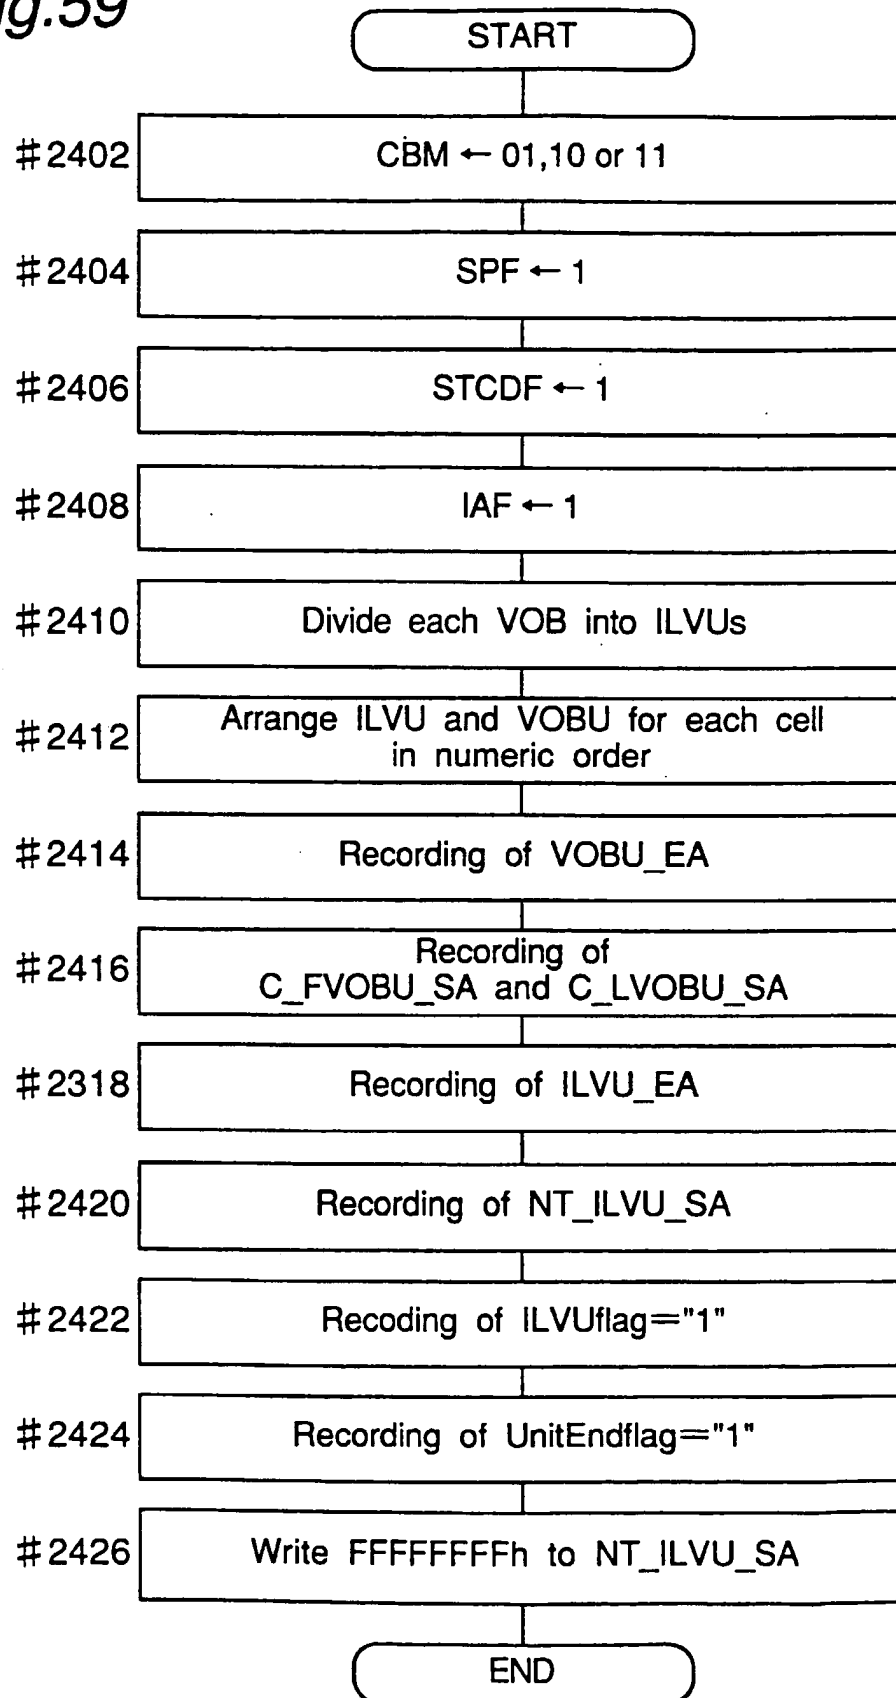 ig.59
START
#2402 CBM ← 01,10 or 11
#2404 SPF ← 1
#2406 STCDF ← 1
#2408 IAF ← 1
#2410 Divide each VOB into ILVUs
#2412 Arrange ILVU and VOBU for each cell
in numeric order
#2414 Recording of VOBU_EA
#2416 Recording of
C_FVOBU_SA and C_LVOBU_SA
#2318 Recording of ILVU_EA
#2420 Recording of NT_ILVU_SA
#2422 Recoding of ILVUflag="1"
#2424 Recording of UnitEndflag="1"
#2426 Write FFFFFFFFh to NT_ILVU_SA
END